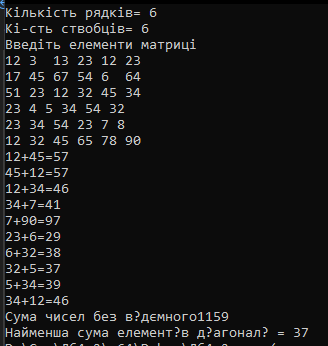 Кількість рядків= 6
Кі-сть ствобців= 6
Введіть елементи матриці
12 3  13 23 12 23
17 45 67 54 6  64
51 23 12 32 45 34
23 4 5 34 54 32
23 34 54 23 7 8
12 32 45 65 78 90
12+45=57
45+12=57
12+34=46
34+7=41
7+90=97
23+6=29
6+32=38
32+5=37
5+34=39
34+12=46
Сума чисел без в?дємного1159
Найменша сума елемент?в д?агонал? = 37